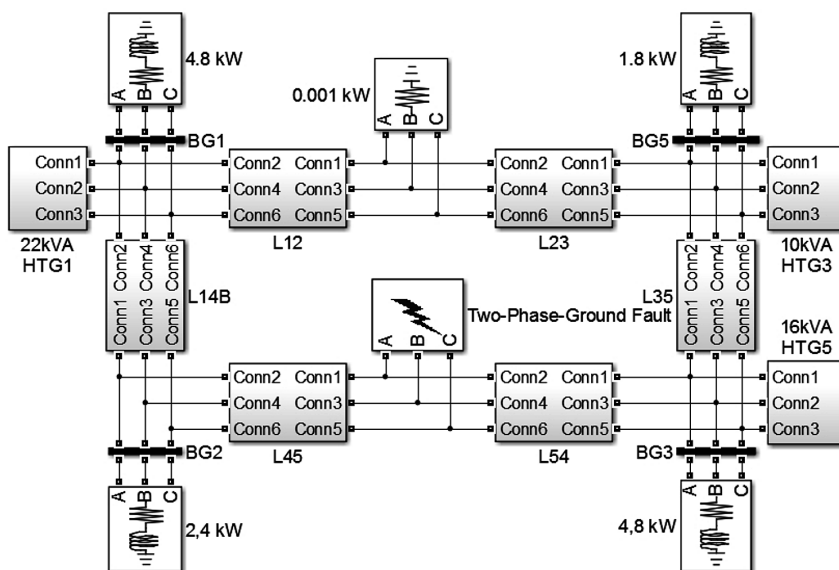 4.8 kW
A B C
BG1
0.001 kW
A B C
1.8 kW
A B C
BG5
Conn1
Conn2
Conn3
22kVA
HTG1
Conn2 Conn1
Conn4 Conn3
Conn6 Conn5
L12
Conn2 Conn1
Conn4 Conn3
Conn6 Conn5
L23
Conn1
Conn2
Conn3
10kVA
HTG3
Conn1 Conn2
Conn3 Conn4
Conn5 Conn6
L14B
A B C
Two-Phase-Ground Fault
Conn1 Conn2
Conn3 Conn4
Conn5 Conn6
L35
16kVA
HTG5
Conn1
Conn2
Conn3
Conn2 Conn1
Conn4 Conn3
Conn6 Conn5
L45
Conn2 Conn1
Conn4 Conn3
Conn6 Conn5
L54
BG2
A B C
2,4 kW
BG3
A B C
4,8 kW